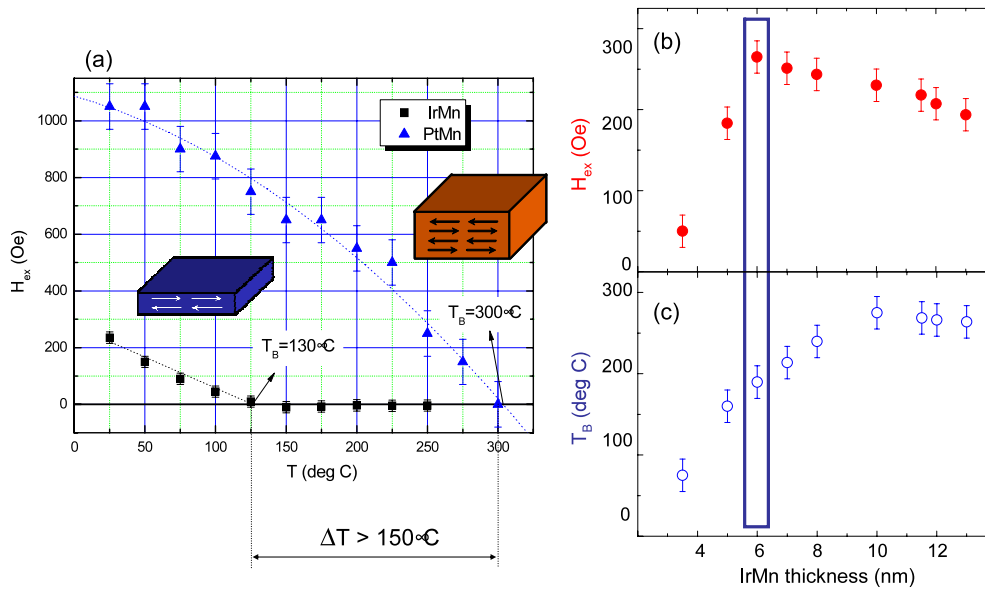 (a)
IrMn
PtMn
H_ex (Oe)
1000
800
600
400
200
0
T_B=130∞C
T_B=300∞C
0 50 100 150 200 250 300
T (deg C)
ΔT > 150∞C
(b)
H_ex (Oe)
300
200
100
0
(c)
T_B (deg C)
300
200
100
0
4 6 8 10 12
IrMn thickness (nm)